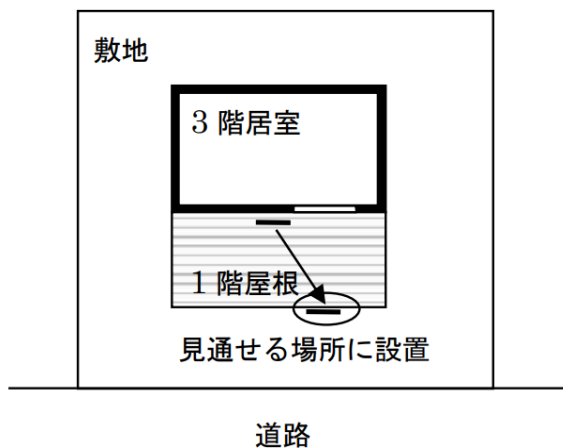 敷地
3 階居室
1 階屋根
見通せる場所に設置
道路